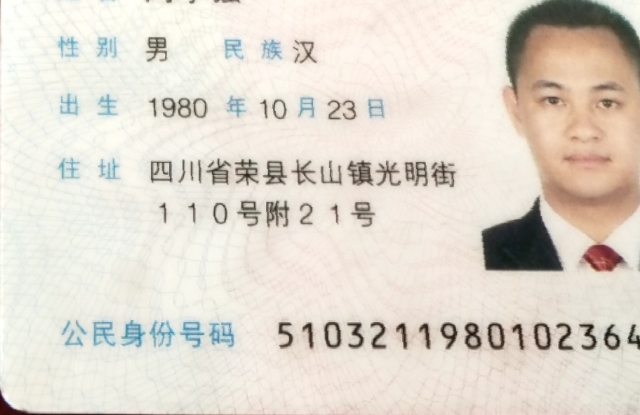 性别 男 民族 汉
出生 1980 年 10 月 23 日
住址 四川省荣县长山镇光明街
110号附21号
公民身份号码 5103211980102364